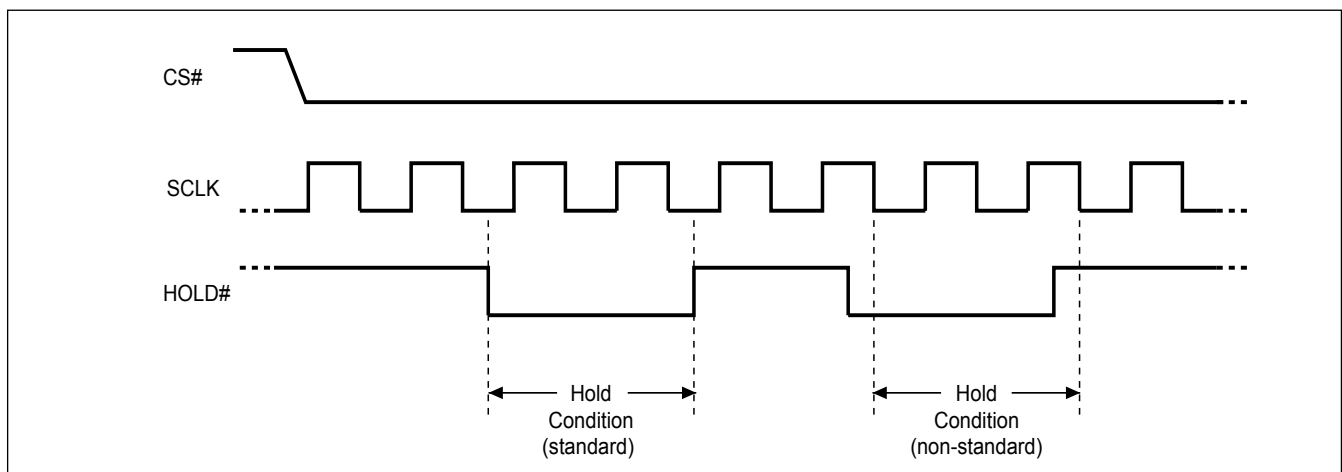 CS#
SCLK
HOLD#
Hold
Condition
(standard)
Hold
Condition
(non-standard)